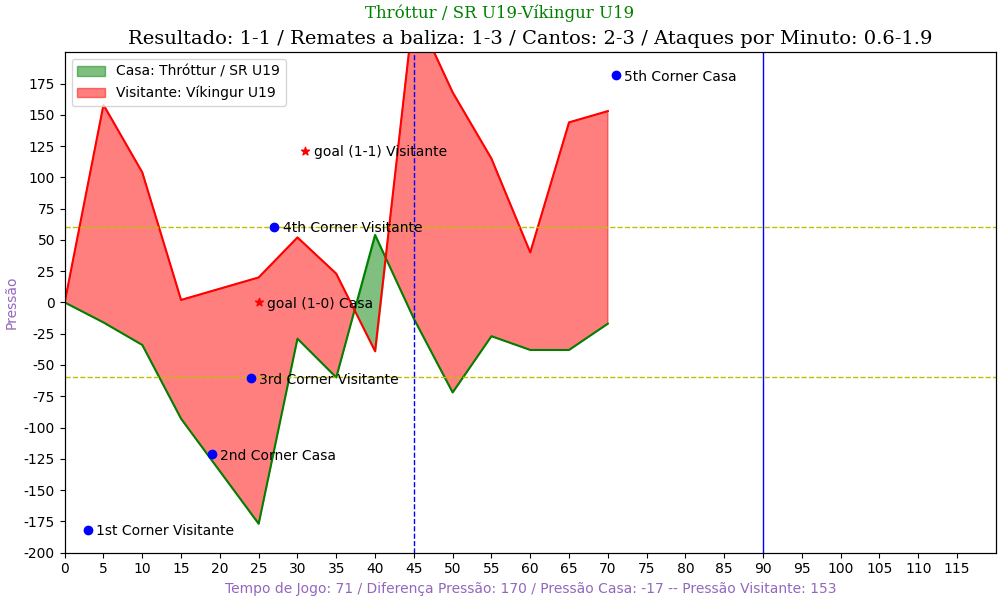 Thróttur / SR U19-Víkingur U19
Resultado: 1-1 / Remates a baliza: 1-3 / Cantos: 2-3 / Ataques por Minuto: 0.6-1.9
Casa: Thróttur / SR U19
Visitante: Víkingur U19
5th Corner Casa
goal (1-1) Visitante
4th Corner Visitante
goal (1-0) Casa
3rd Corner Visitante
2nd Corner Casa
1st Corner Visitante
Pressão
175
150
125
100
75
50
25
0
-25
-50
-75
-100
-125
-150
-175
-200
0 5 10 15 20 25 30 35 40 45 50 55 60 65 70 75 80 85 90 95 100 105 110 115
Tempo de Jogo: 71 / Diferença Pressão: 170 / Pressão Casa: -17 -- Pressão Visitante: 153